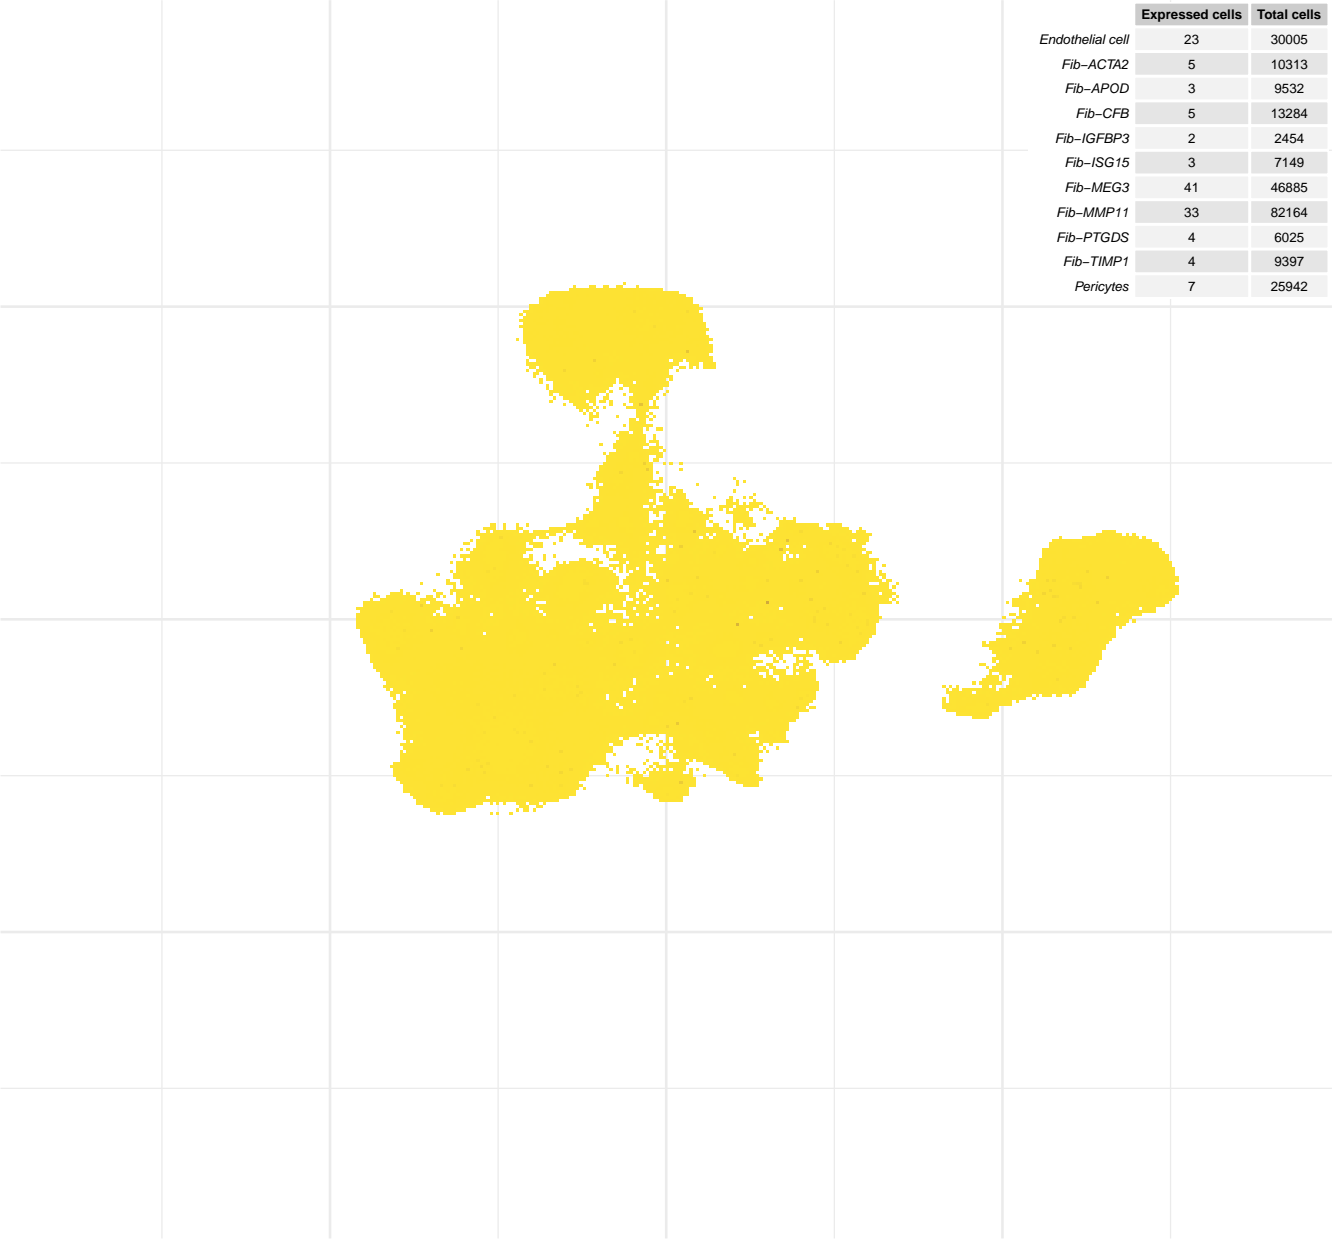 Expressed cells Total cells
Endothelial cell 23 30005
Fib−ACTA2 5 10313
Fib−APOD 3 9532
Fib−CFB 5 13284
Fib−IGFBP3 2 2454
Fib−ISG15 3 7149
Fib−MEG3 41 46885
Fib−MMP11 33 82164
Fib−PTGDS 4 6025
Fib−TIMP1 4 9397
Pericytes 7 25942